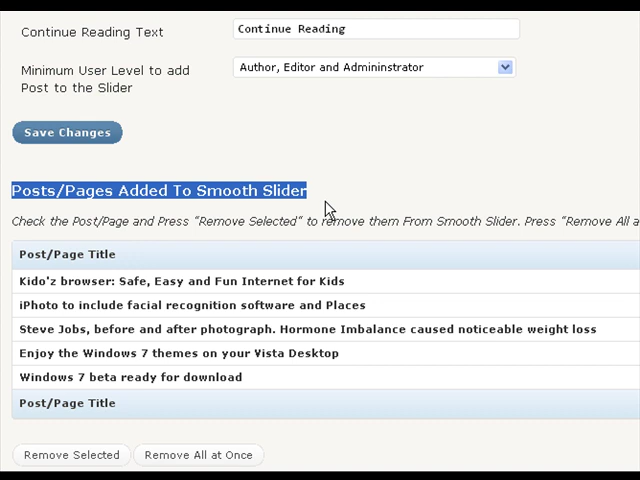 Continue Reading Text
Continue Reading
Minimum User Level to add
Post to the Slider
Author, Editor and Admininstrator
Save Changes
Posts/Pages Added To Smooth Slider
Check the Post/Page and Press "Remove Selected" to remove them From Smooth Slider. Press "Remove All a
Post/Page Title
Kido'z browser: Safe, Easy and Fun Internet for Kids
iPhoto to include facial recognition software and Places
Steve Jobs, before and after photograph. Hormone Imbalance caused noticeable weight loss
Enjoy the Windows 7 themes on your Vista Desktop
Windows 7 beta ready for download
Post/Page Title
Remove Selected
Remove All at Once